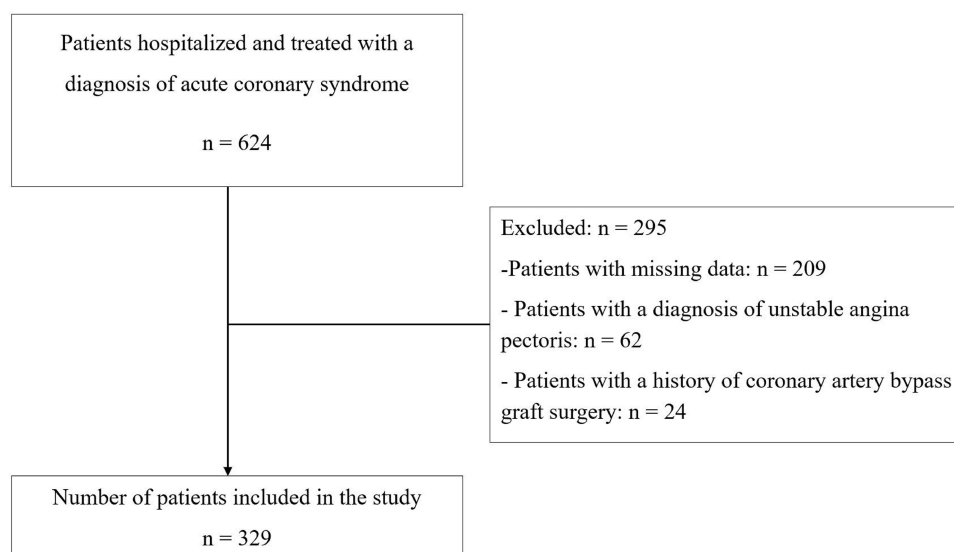 Patients hospitalized and treated with a
diagnosis of acute coronary syndrome
n = 624
Excluded: n = 295
-Patients with missing data: n = 209
- Patients with a diagnosis of unstable angina
pectoris: n = 62
- Patients with a history of coronary artery bypass
graft surgery: n = 24
Number of patients included in the study
n = 329